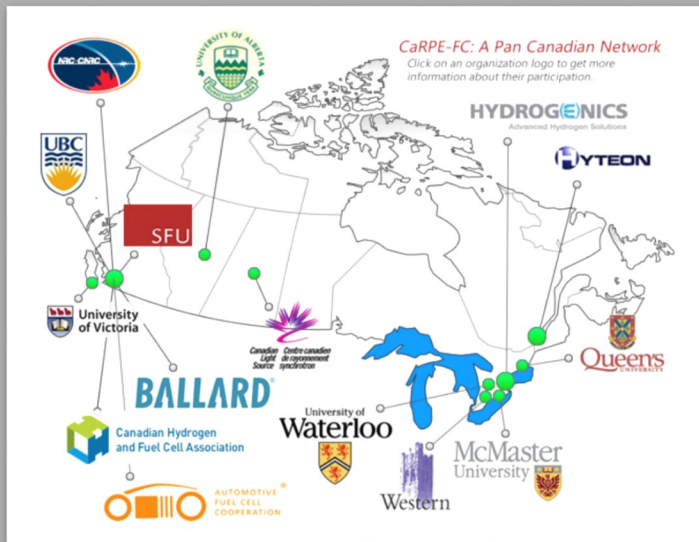 CaRPE-FC: A Pan Canadian Network
Click on an organization logo to get more
information about their participation.
NRC·CNRC
UNIVERSITY OF ALBERTA
HYDROGENICS
Advanced Hydrogen Solutions
HYTEON
UBC
SFU
University
of Victoria
Canadian Centre canadien
Light de rayonnement
Source synchrotron
Queen's
UNIVERSITY
BALLARD®
University of
Waterloo
Canadian Hydrogen
and Fuel Cell Association
McMaster
University
Western
AUTOMOTIVE ®
FUEL CELL
COOPERATION